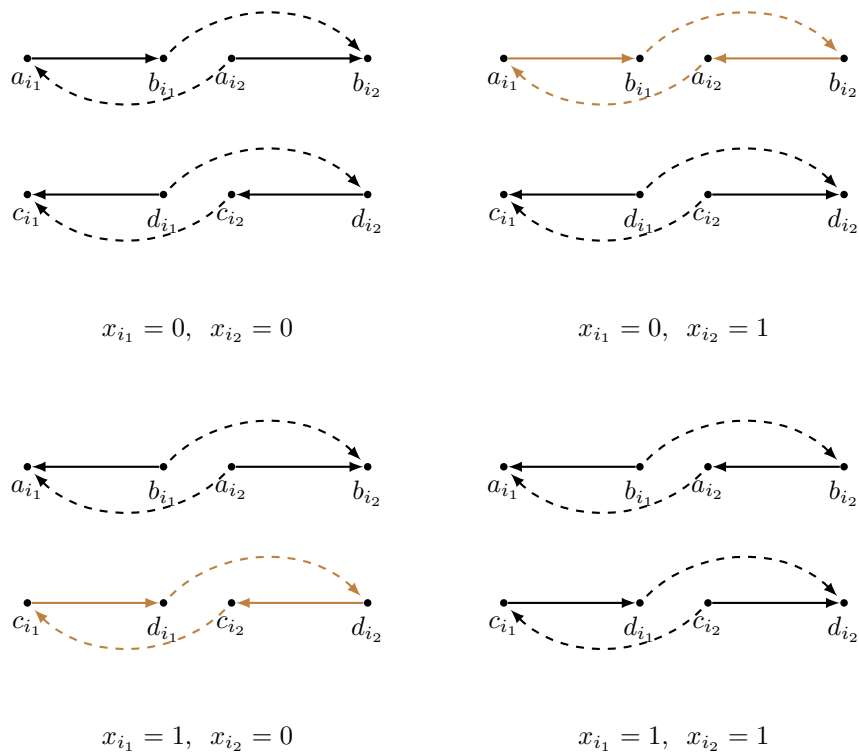 $a_{i_1}$ $b_{i_1}$ $a_{i_2}$ $b_{i_2}$
$c_{i_1}$ $d_{i_1}$ $c_{i_2}$ $d_{i_2}$
$x_{i_1} = 0,\ x_{i_2} = 0$
$a_{i_1}$ $b_{i_1}$ $a_{i_2}$ $b_{i_2}$
$c_{i_1}$ $d_{i_1}$ $c_{i_2}$ $d_{i_2}$
$x_{i_1} = 0,\ x_{i_2} = 1$
$a_{i_1}$ $b_{i_1}$ $a_{i_2}$ $b_{i_2}$
$c_{i_1}$ $d_{i_1}$ $c_{i_2}$ $d_{i_2}$
$x_{i_1} = 1,\ x_{i_2} = 0$
$a_{i_1}$ $b_{i_1}$ $a_{i_2}$ $b_{i_2}$
$c_{i_1}$ $d_{i_1}$ $c_{i_2}$ $d_{i_2}$
$x_{i_1} = 1,\ x_{i_2} = 1$